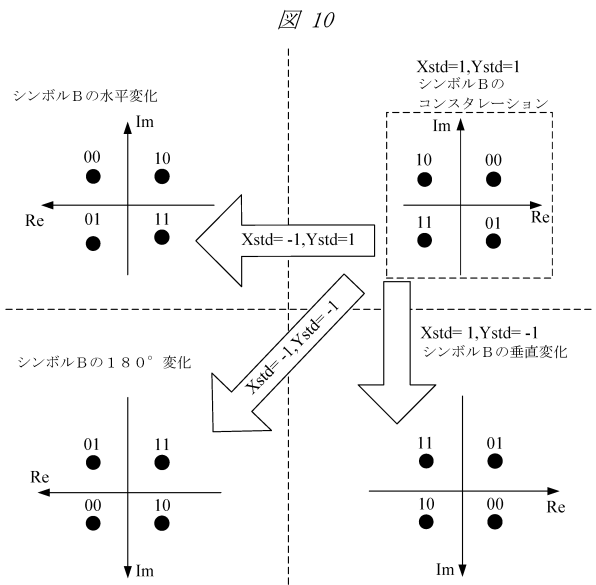 図 10
Xstd=1,Ystd=1
シンボルＢの
コンスタレーション
Im
10 00
Re
11 01
シンボルＢの水平変化
Im
00 10
Re
01 11
Xstd= -1,Ystd=1
Xstd= -1,Ystd= -1
Xstd= 1,Ystd= -1
シンボルＢの垂直変化
シンボルＢの１８０°変化
01 11
Re
00 10
Im
11 01
Re
10 00
Im